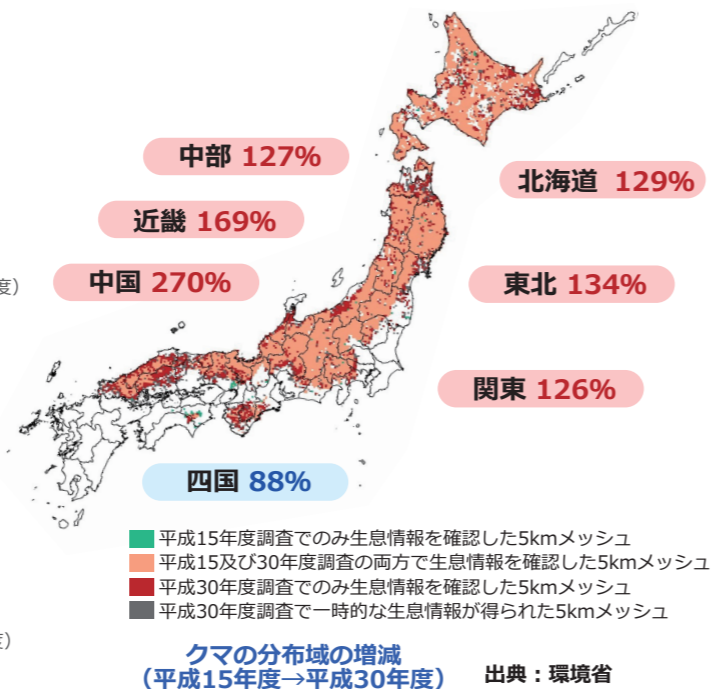 中部 127%
北海道 129%
近畿 169%
中国 270%
度）
東北 134%
関東 126%
四国 88%
平成15年度調査でのみ生息情報を確認した5kmメッシュ
平成15及び30年度調査の両方で生息情報を確認した5kmメッシュ
平成30年度調査でのみ生息情報を確認した5kmメッシュ
平成30年度調査で一時的な生息情報が得られた5kmメッシュ
度）
クマの分布域の増減
（平成15年度→平成30年度）
出典：環境省